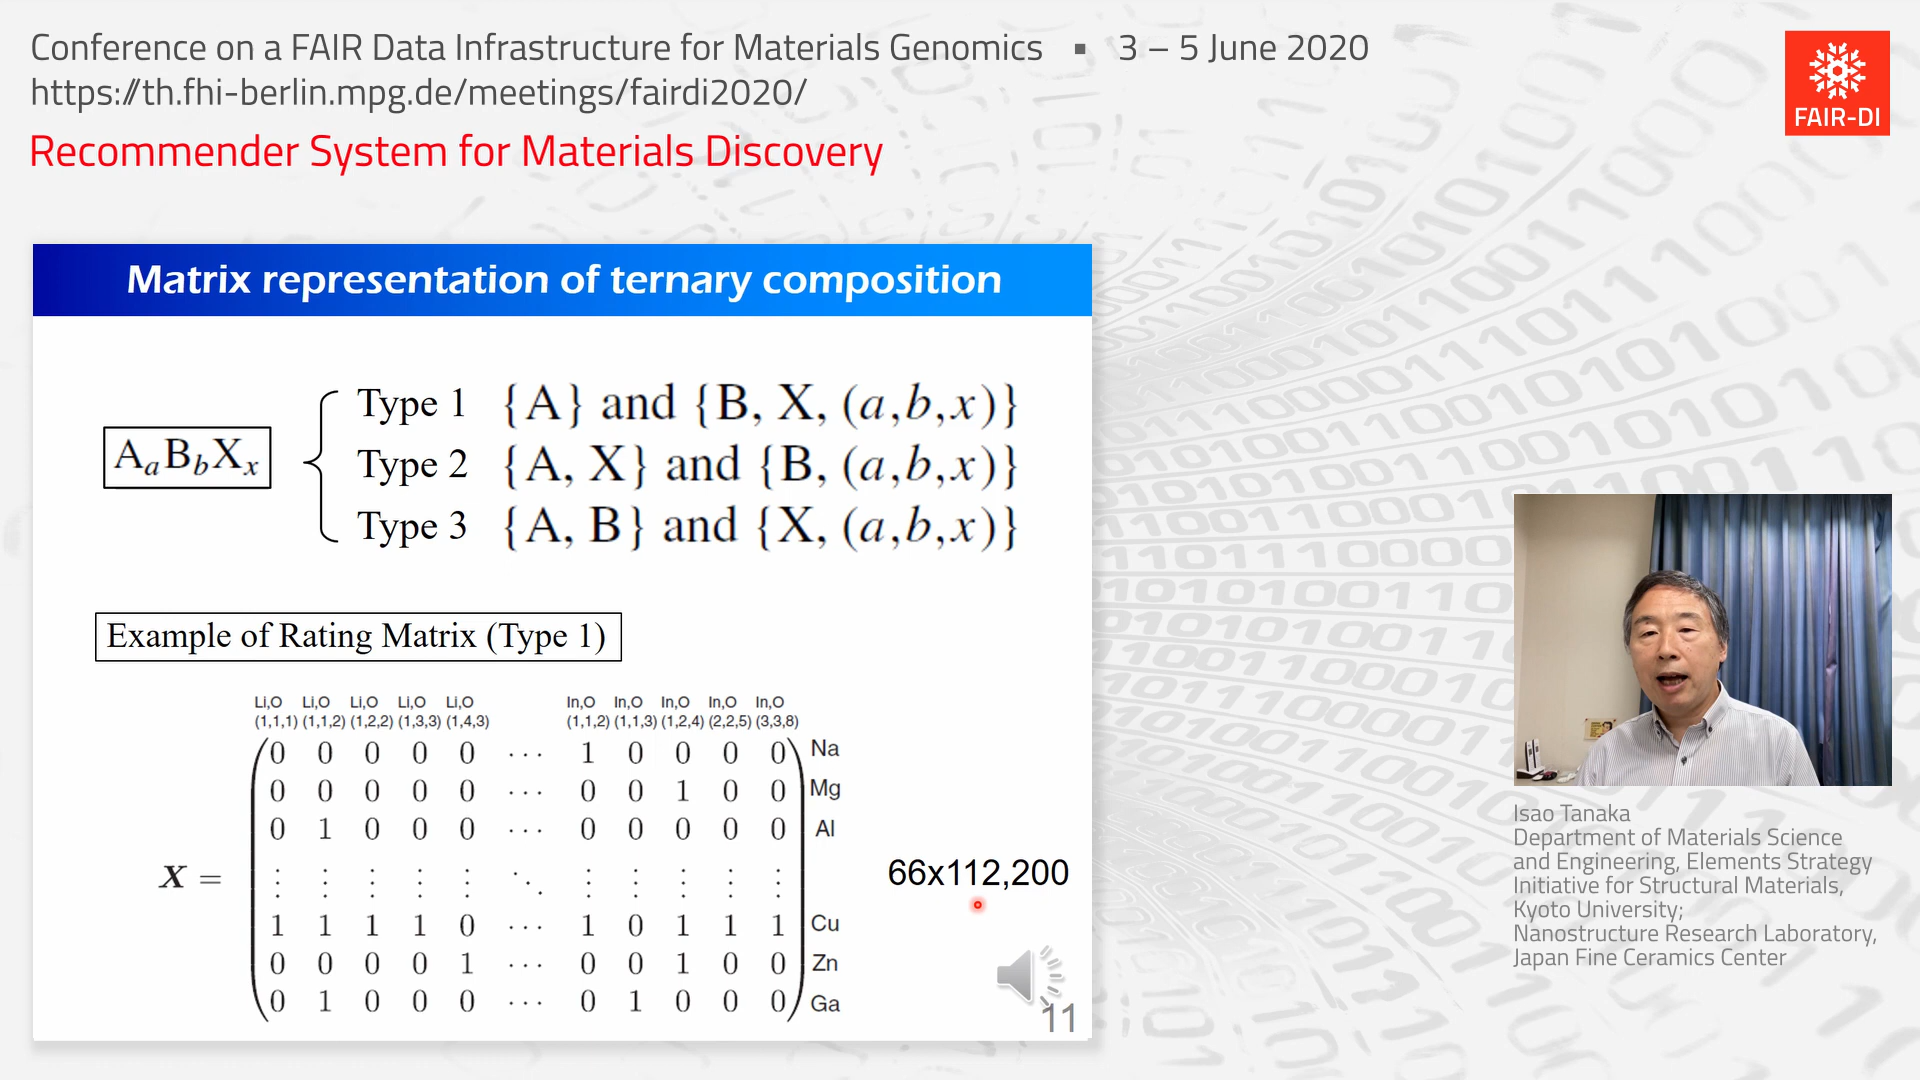 Conference on a FAIR Data Infrastructure for Materials Genomics ▪ 3 – 5 June 2020
https://th.fhi-berlin.mpg.de/meetings/fairdi2020/
Recommender System for Materials Discovery
FAIR-DI
Matrix representation of ternary composition
AaBbXx
Type 1 {A} and {B, X, (a,b,x)}
Type 2 {A, X} and {B, (a,b,x)}
Type 3 {A, B} and {X, (a,b,x)}
Example of Rating Matrix (Type 1)
Li,O Li,O Li,O Li,O Li,O In,O In,O In,O In,O In,O
(1,1,1) (1,1,2) (1,2,2) (1,3,3) (1,4,3) (1,1,2) (1,1,3) (1,2,4) (2,2,5) (3,3,8)
0 0 0 0 0 ··· 1 0 0 0 0 Na
0 0 0 0 0 ··· 0 0 1 0 0 Mg
0 1 0 0 0 ··· 0 0 0 0 0 Al
X = ⋮ ⋮ ⋮ ⋮ ⋮ ⋱ ⋮ ⋮ ⋮ ⋮ ⋮
1 1 1 1 0 ··· 1 0 1 1 1 Cu
0 0 0 0 1 ··· 0 0 1 0 0 Zn
0 1 0 0 0 ··· 0 1 0 0 0 Ga
66x112,200
11
Isao Tanaka
Department of Materials Science
and Engineering, Elements Strategy
Initiative for Structural Materials,
Kyoto University;
Nanostructure Research Laboratory,
Japan Fine Ceramics Center